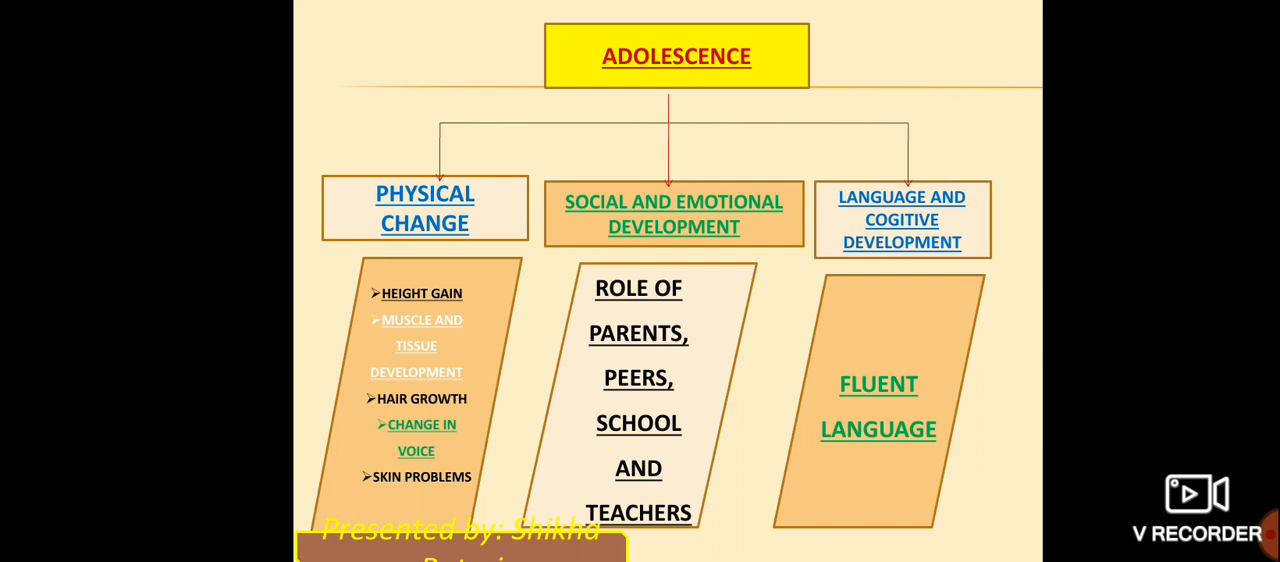 ADOLESCENCE
PHYSICAL
CHANGE
➢HEIGHT GAIN
➢MUSCLE AND
TISSUE
DEVELOPMENT
➢HAIR GROWTH
➢CHANGE IN
VOICE
➢SKIN PROBLEMS
SOCIAL AND EMOTIONAL
DEVELOPMENT
ROLE OF
PARENTS,
PEERS,
SCHOOL
AND
TEACHERS
LANGUAGE AND
COGITIVE
DEVELOPMENT
FLUENT
LANGUAGE
Presented by: Shikha
V RECORDER